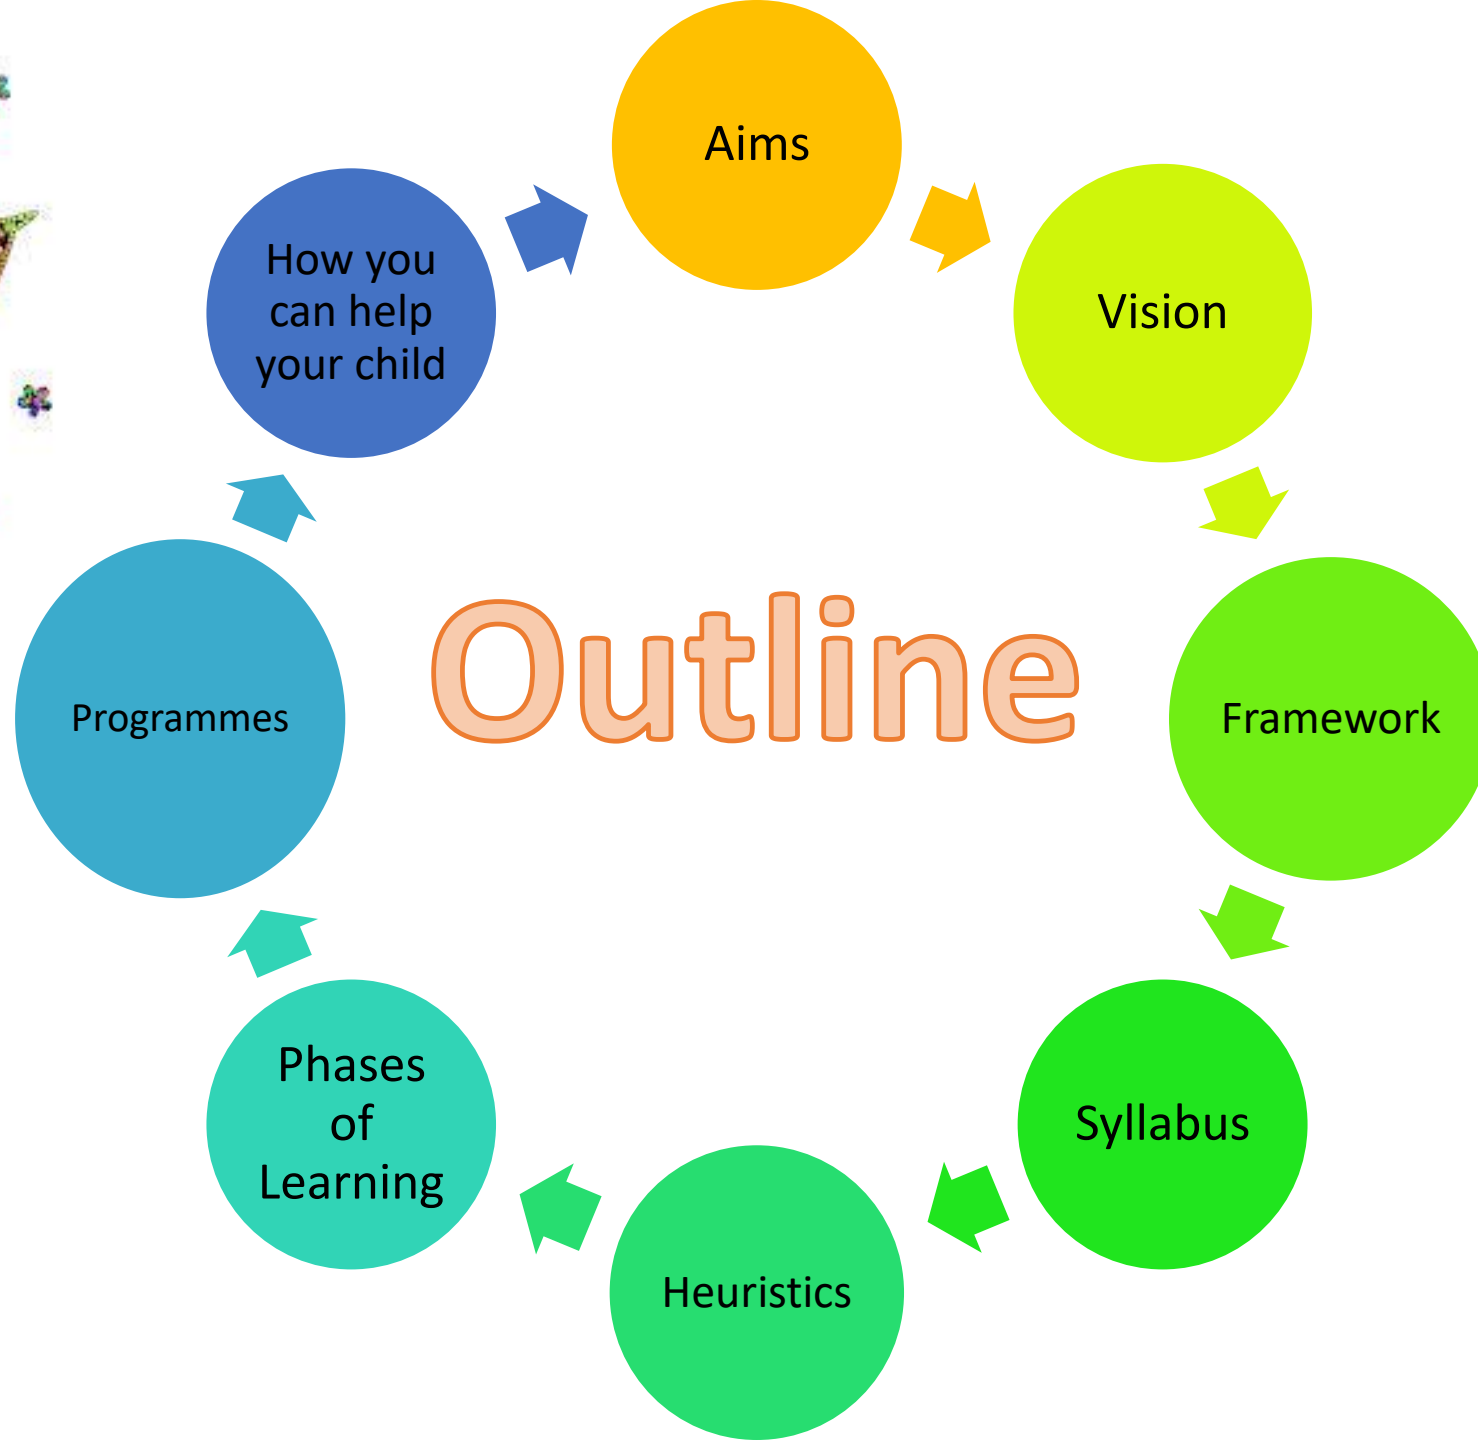 Aims
Vision
Framework
Syllabus
Heuristics
Phases
of
Learning
Programmes
How you
can help
your child
Outline